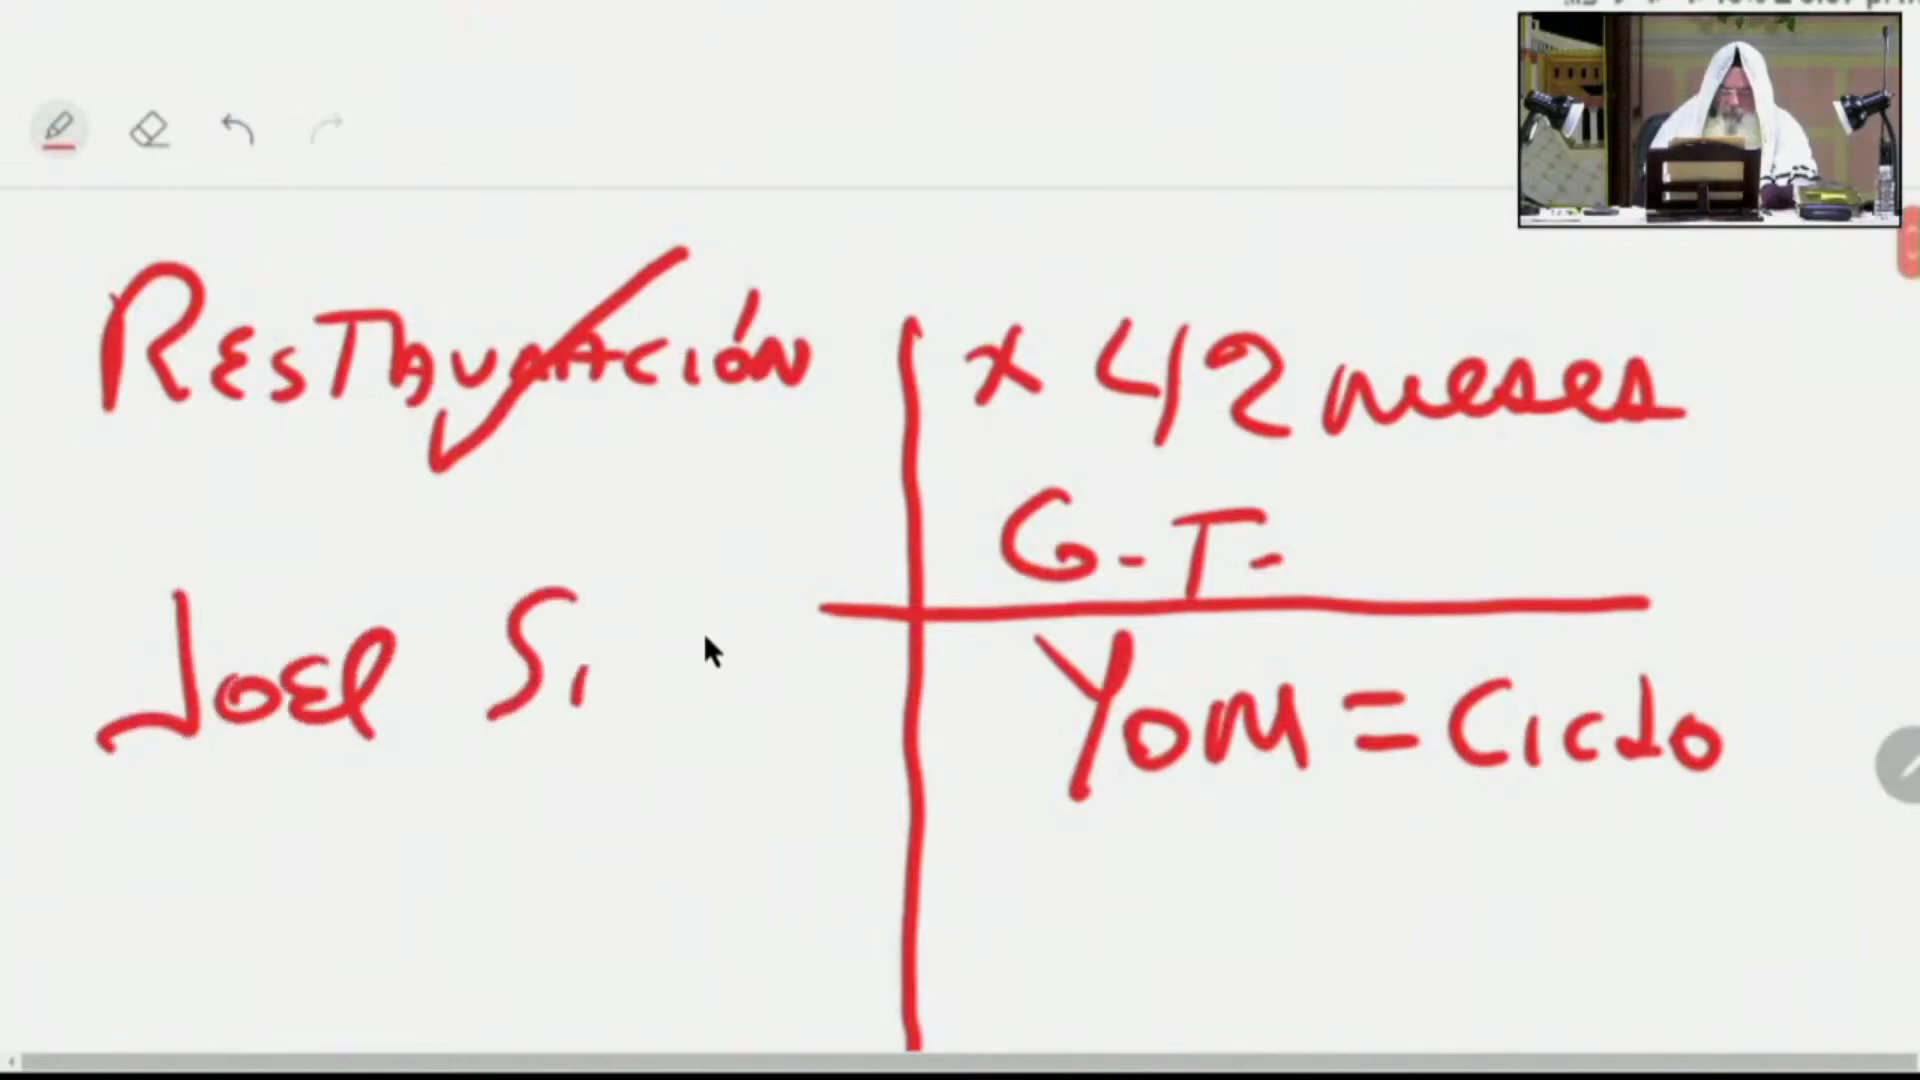 RESTAURACIÓN
x 42 meses
G-T-
JOEL SI
YOM = CICLO